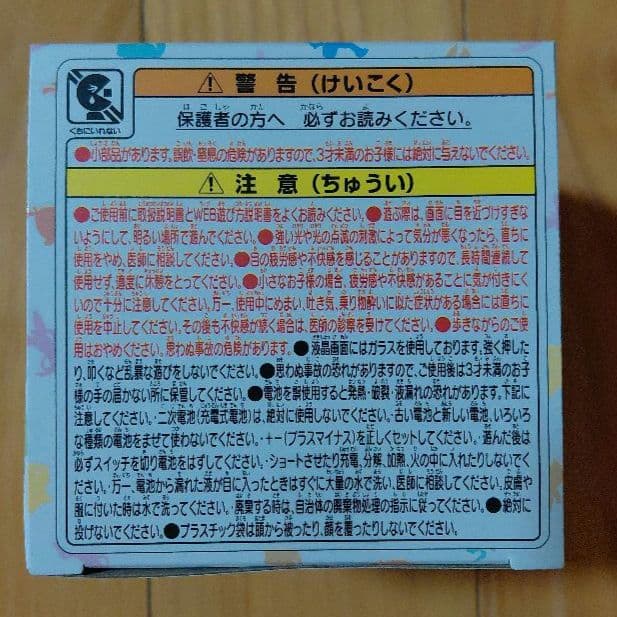 くちにいれない
⚠ 警告(けいこく)
保護者の方へ 必ずお読みください。
●小部品があります。誤飲・窒息の危険がありますので、3才未満のお子様には絶対に与えないでください。
⚠ 注意(ちゅうい)
●ご使用前に取扱説明書とWEB遊び方説明書をよくお読みください。●遊ぶ際は、画面に目を近づけすぎな
いようにして、明るい場所で遊んでください。●強い光や光の点滅の刺激によって気分が悪くなったら、直ちに
使用をやめ、医師に相談してください。●目の疲労感や不快感を感じることがありますので、長時間連続して
使用せず、適度に休憩をとってください。●小さなお子様の場合、疲労感や不快感があることに気が付きにく
いので十分に注意してください。万一、使用中にめまい、吐き気、乗り物酔いに似た症状がある場合には直ちに
使用を中止してください。その後も不快感が続く場合は、医師の診察を受けてください。●歩きながらのご使
用はおやめください。思わぬ事故の危険があります。●液晶画面にはガラスを使用しております。強く押した
り、叩くなど乱暴な遊びをしないでください。●思わぬ事故の恐れがありますので、ご使用後は3才未満のお子
様の手の届かない所に保管してください。●電池を誤使用すると発熱・破裂・液漏れの恐れがあります。下記に
注意してください。・二次電池(充電式電池)は、絶対に使用しないでください。・古い電池と新しい電池、いろいろ
な種類の電池をまぜて使わないでください。・+−(プラスマイナス)を正しくセットしてください。・遊んだ後は
必ずスイッチを切り電池をはずしてください。・ショートさせたり充電、分解、加熱、火の中に入れたりしないでく
ださい。・万一、電池から漏れた液が目に入ったときはすぐに大量の水で洗い、医師に相談してください。皮膚や
服に付いた時は水で洗ってください。・廃棄する時は、自治体の廃棄物処理の指示に従ってください。●絶対に
投げないでください。●プラスチック袋は頭から被ったり、顔を覆ったりしないでください。